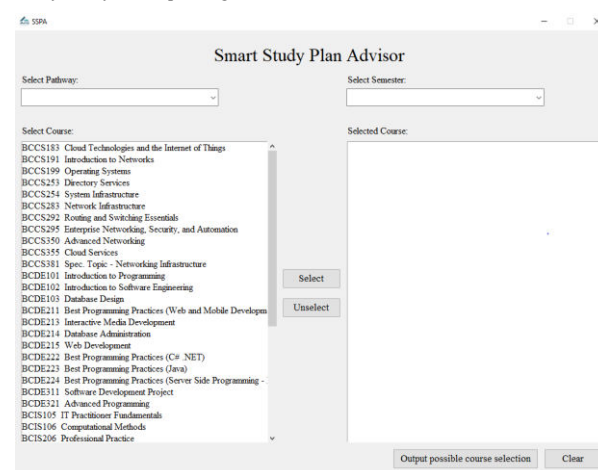 SSPA
Smart Study Plan Advisor
Select Pathway:
Select Semester:
Select Course:
Selected Course:
BCCS183 Cloud Technologies and the Internet of Things
BCCS191 Introduction to Networks
BCCS199 Operating Systems
BCCS253 Directory Services
BCCS254 System Infrastructure
BCCS283 Network Infrastructure
BCCS292 Routing and Switching Essentials
BCCS295 Enterprise Networking, Security, and Automation
BCCS350 Advanced Networking
BCCS355 Cloud Services
BCCS381 Spec. Topic - Networking Infrastructure
BCDE101 Introduction to Programming
BCDE102 Introduction to Software Engineering
BCDE103 Database Design
BCDE211 Best Programming Practices (Web and Mobile Developm
BCDE213 Interactive Media Development
BCDE214 Database Administration
BCDE215 Web Development
BCDE222 Best Programming Practices (C# .NET)
BCDE223 Best Programming Practices (Java)
BCDE224 Best Programming Practices (Server Side Programming -
BCDE311 Software Development Project
BCDE321 Advanced Programming
BCIS105 IT Practitioner Fundamentals
BCIS106 Computational Methods
BCIS206 Professional Practice
Select
Unselect
Output possible course selection
Clear